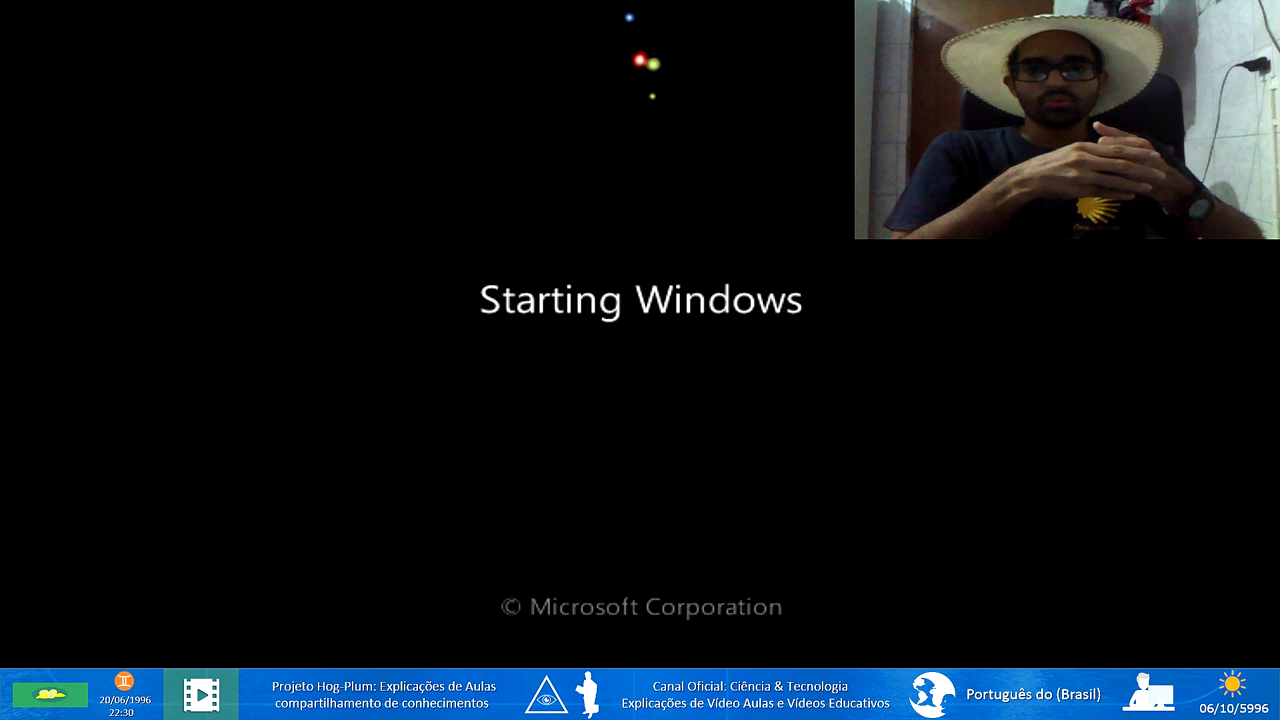 Starting Windows
© Microsoft Corporation
20/06/1996
22:30
Projeto Hog-Plum: Explicações de Aulas
compartilhamento de conhecimentos
Canal Oficial: Ciência & Tecnologia
Explicações de Vídeo Aulas e Vídeos Educativos
Português do (Brasil)
06/10/5996